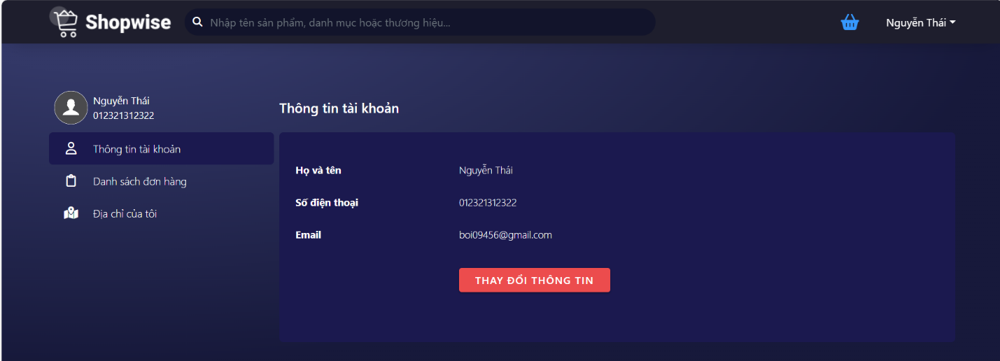 Shopwise
Nhập tên sản phẩm, danh mục hoặc thương hiệu...
Nguyễn Thái
Nguyễn Thái
012321312322
Thông tin tài khoản
Danh sách đơn hàng
Địa chỉ của tôi
Thông tin tài khoản
Họ và tên Nguyễn Thái
Số điện thoại 012321312322
Email boi09456@gmail.com
THAY ĐỔI THÔNG TIN